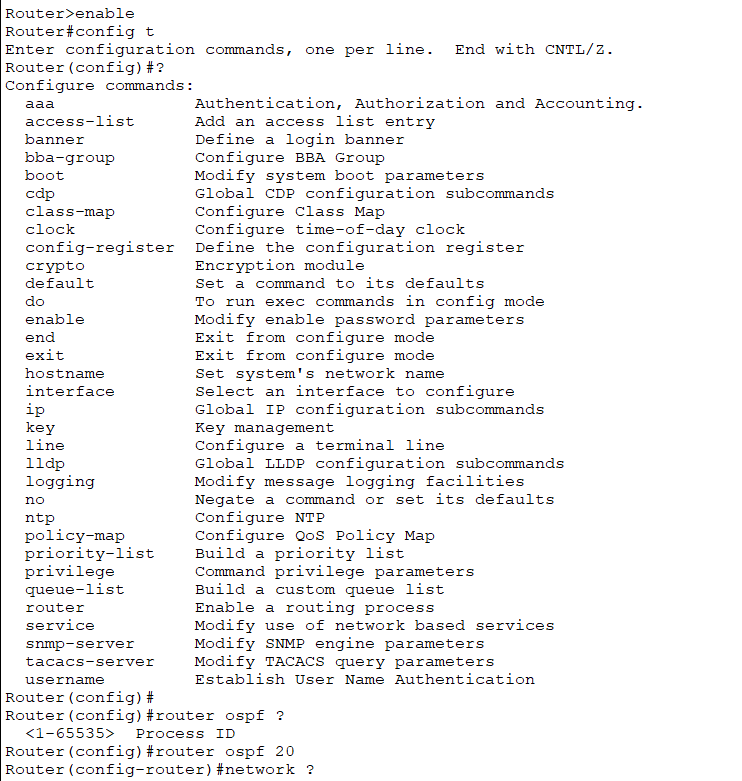 Router>enable
Router#config t
Enter configuration commands, one per line.  End with CNTL/Z.
Router(config)#?
Configure commands:
  aaa              Authentication, Authorization and Accounting.
  access-list      Add an access list entry
  banner           Define a login banner
  bba-group        Configure BBA Group
  boot             Modify system boot parameters
  cdp              Global CDP configuration subcommands
  class-map        Configure Class Map
  clock            Configure time-of-day clock
  config-register  Define the configuration register
  crypto           Encryption module
  default          Set a command to its defaults
  do               To run exec commands in config mode
  enable           Modify enable password parameters
  end              Exit from configure mode
  exit             Exit from configure mode
  hostname         Set system's network name
  interface        Select an interface to configure
  ip               Global IP configuration subcommands
  key              Key management
  line             Configure a terminal line
  lldp             Global LLDP configuration subcommands
  logging          Modify message logging facilities
  no               Negate a command or set its defaults
  ntp              Configure NTP
  policy-map       Configure QoS Policy Map
  priority-list    Build a priority list
  privilege        Command privilege parameters
  queue-list       Build a custom queue list
  router           Enable a routing process
  service          Modify use of network based services
  snmp-server      Modify SNMP engine parameters
  tacacs-server    Modify TACACS query parameters
  username         Establish User Name Authentication
Router(config)#
Router(config)#router ospf ?
  <1-65535>  Process ID
Router(config)#router ospf 20
Router(config-router)#network ?